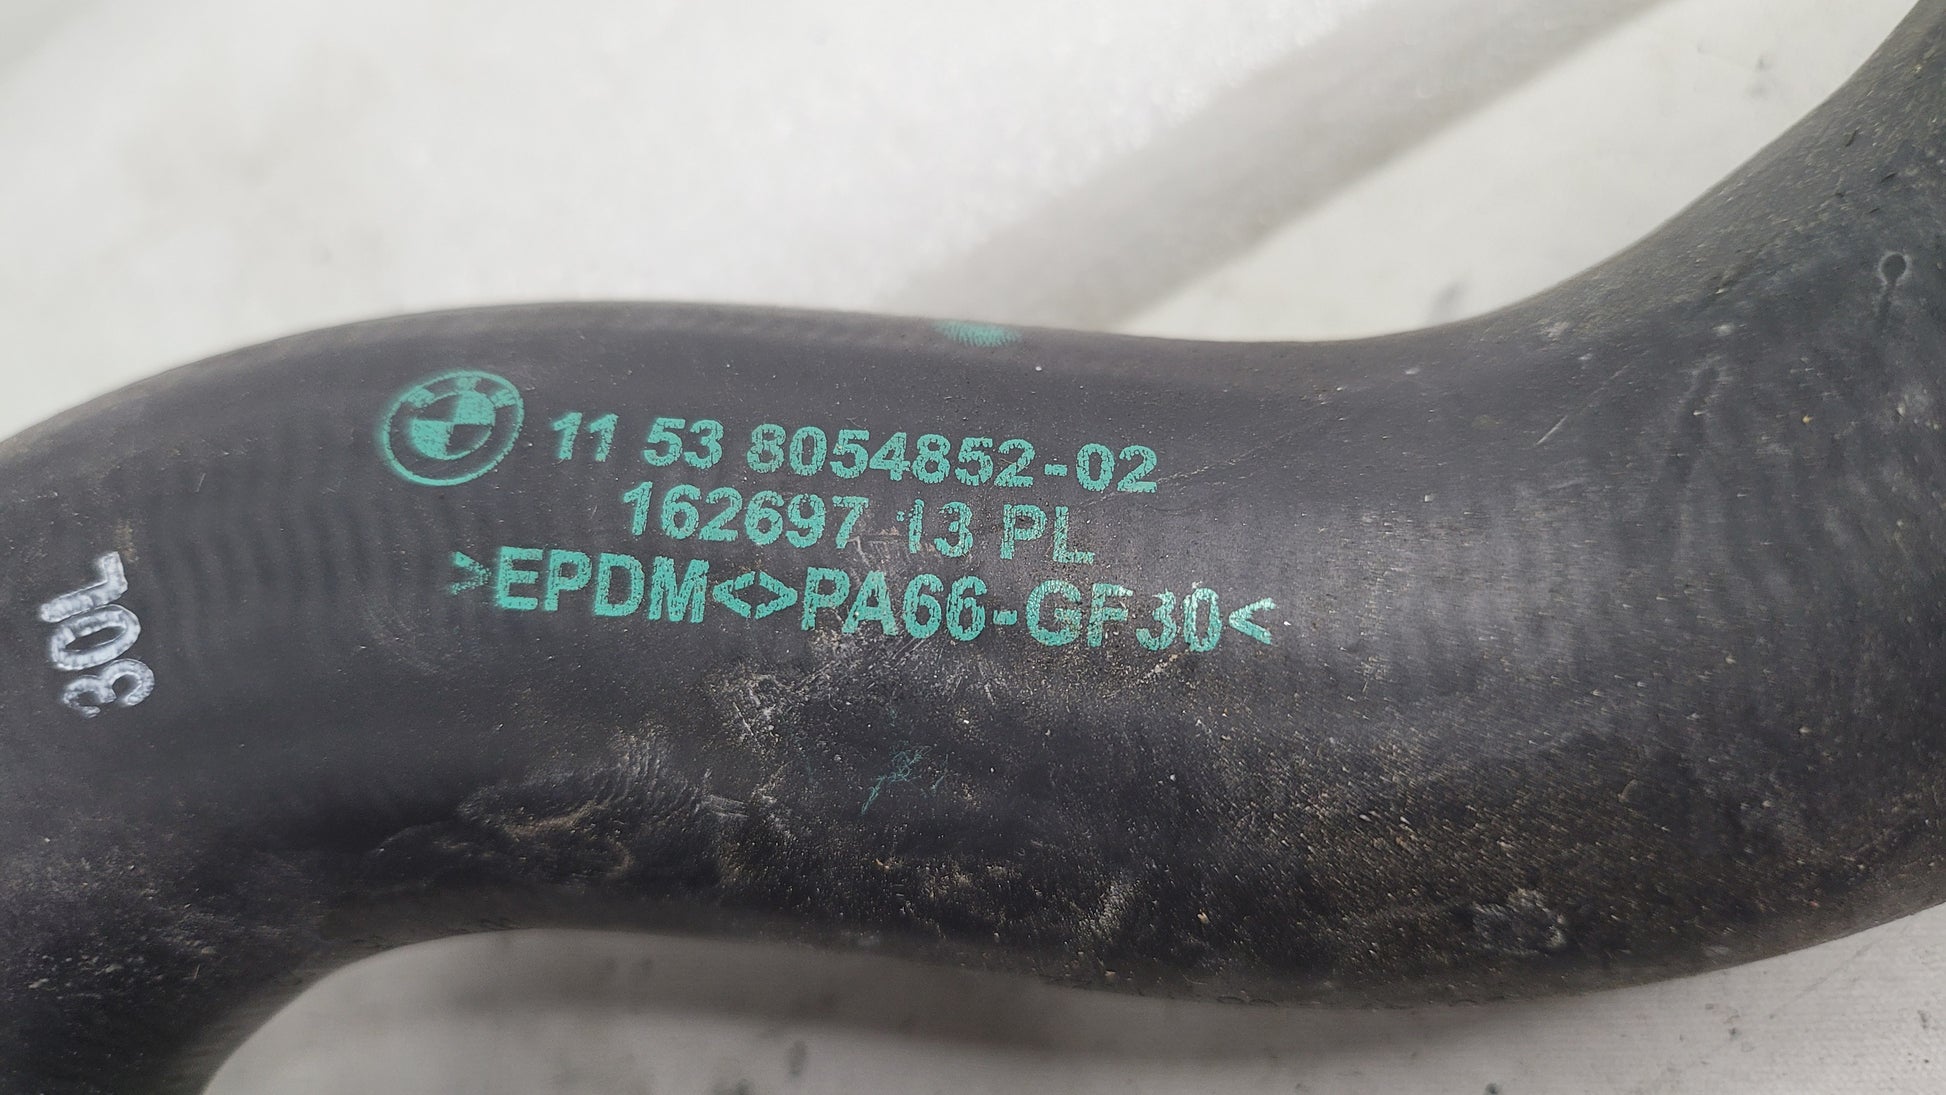 11 53 8054852-02
162697 13 PL
>EPDM<>PA66-GF30<
30L